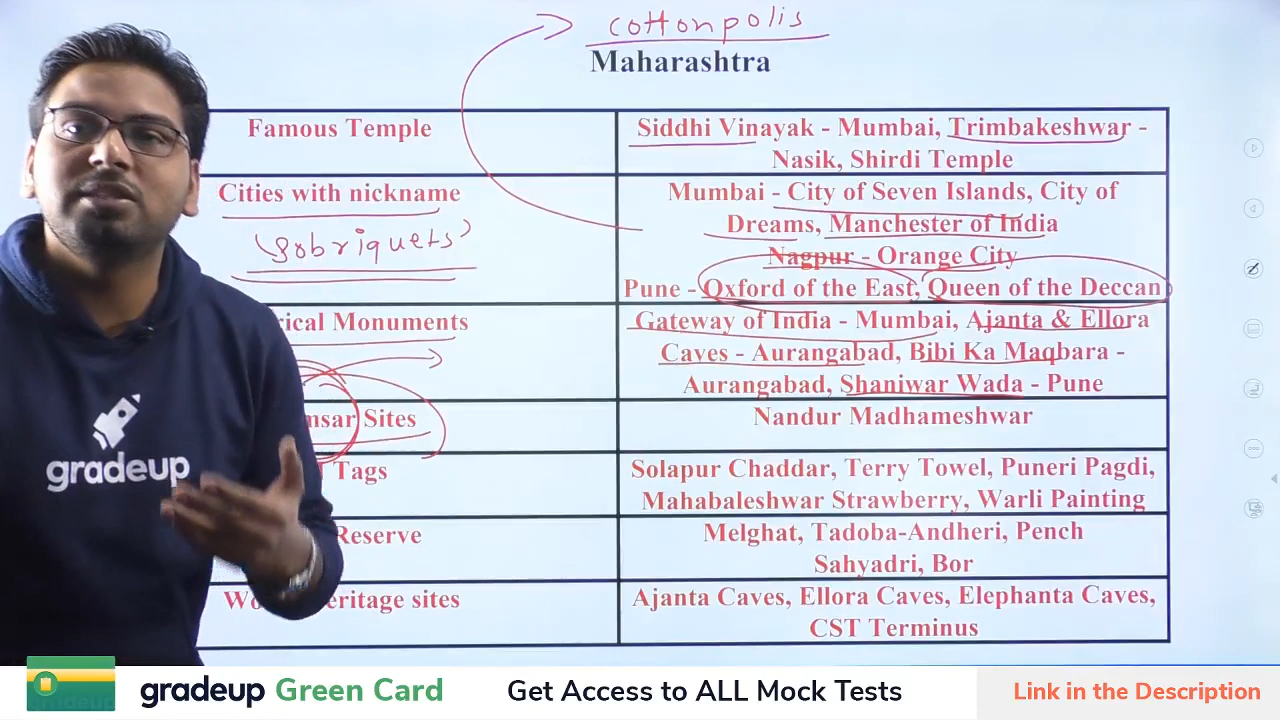 cottonpolis
Maharashtra
Famous Temple
Siddhi Vinayak - Mumbai, Trimbakeshwar -
Nasik, Shirdi Temple
Cities with nickname
'Sobriquets'
Mumbai - City of Seven Islands, City of
Dreams, Manchester of India
Nagpur - Orange City
Pune - Oxford of the East, Queen of the Deccan
rical Monuments
Gateway of India - Mumbai, Ajanta & Ellora
Caves - Aurangabad, Bibi Ka Maqbara -
Aurangabad, Shaniwar Wada - Pune
msar Sites
Nandur Madhameshwar
Tags
Solapur Chaddar, Terry Towel, Puneri Pagdi,
Mahabaleshwar Strawberry, Warli Painting
Reserve
Melghat, Tadoba-Andheri, Pench
Sahyadri, Bor
Wo eritage sites
Ajanta Caves, Ellora Caves, Elephanta Caves,
CST Terminus
gradeup
gradeup Green Card
Get Access to ALL Mock Tests
Link in the Description